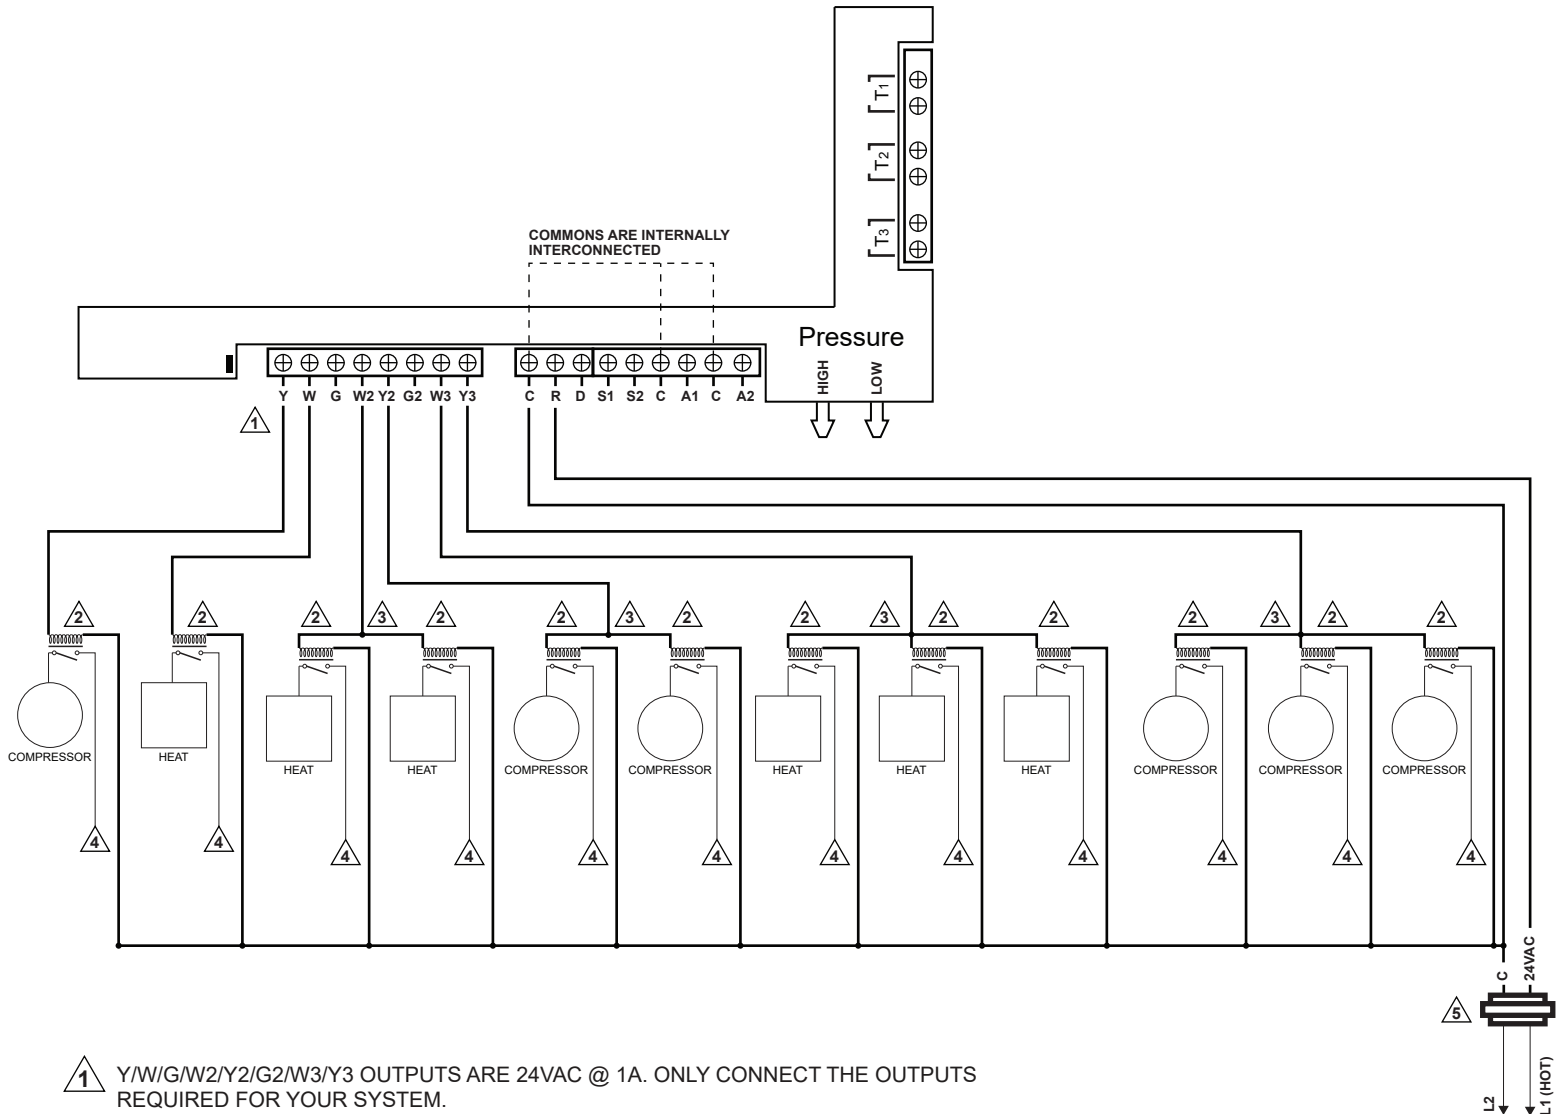 T1
T2
T3
COMMONS ARE INTERNALLY
INTERCONNECTED
Pressure
HIGH
LOW
Y W G W2 Y2 G2 W3 Y3
C R D S1 S2 C A1 C A2
1
2 2 2 3 2 2 3 2 2 3 2 2 2 3 2 2
COMPRESSOR
HEAT
HEAT
HEAT
COMPRESSOR
COMPRESSOR
HEAT
HEAT
HEAT
COMPRESSOR
COMPRESSOR
COMPRESSOR
4 4 4 4 4 4 4 4 4 4 4 4
C
24VAC
5
L2
L1 (HOT)
1 Y/W/G/W2/Y2/G2/W3/Y3 OUTPUTS ARE 24VAC @ 1A. ONLY CONNECT THE OUTPUTS
REQUIRED FOR YOUR SYSTEM.